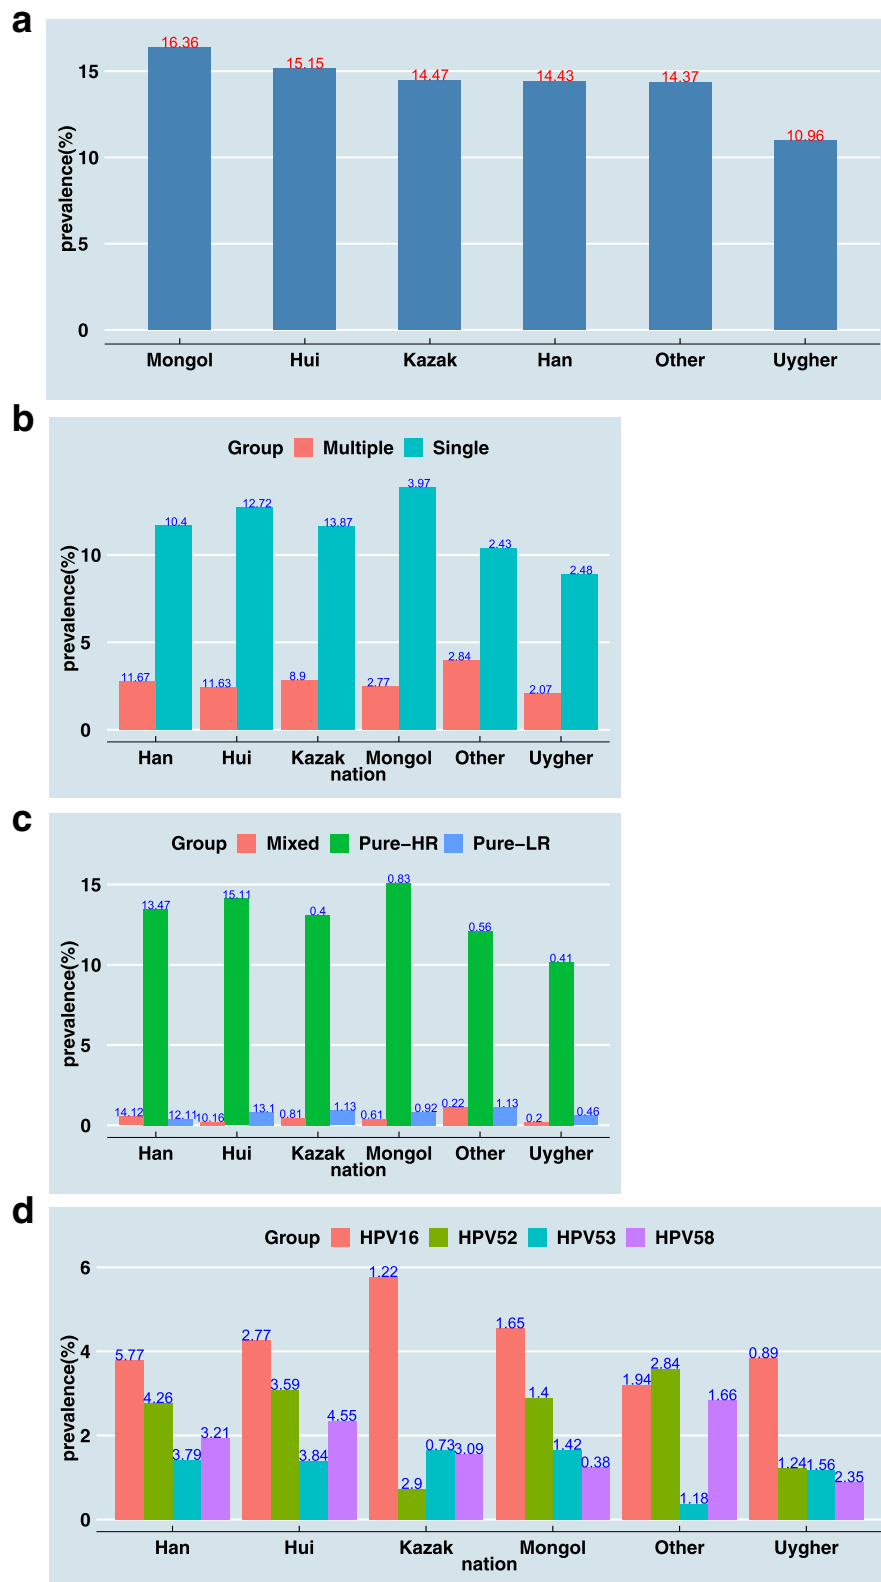 a
16.36
15.15
14.47
14.43
14.37
10.96
prevalence(%)
15
10
5
0
Mongol Hui Kazak Han Other Uygher
b
Group Multiple Single
prevalence(%)
10
5
0
11.67 10.4
11.63 12.72
8.9 13.87
2.77 3.97
2.84 2.43
2.07 2.48
Han Hui Kazak Mongol Other Uygher
nation
c
Group Mixed Pure–HR Pure–LR
prevalence(%)
15
10
5
0
14.12 13.47 12.11
10.16 15.11 13.1
0.81 0.4 1.13
0.61 0.83 0.92
0.22 0.56 1.13
0.2 0.41 0.46
Han Hui Kazak Mongol Other Uygher
nation
d
Group HPV16 HPV52 HPV53 HPV58
prevalence(%)
6
4
2
0
5.77 4.26 3.79 3.21
2.77 3.59 3.84 4.55
1.22 2.9 0.73 3.09
1.65 1.4 1.42 0.38
1.94 2.84 1.18 1.66
0.89 1.24 1.56 2.35
Han Hui Kazak Mongol Other Uygher
nation